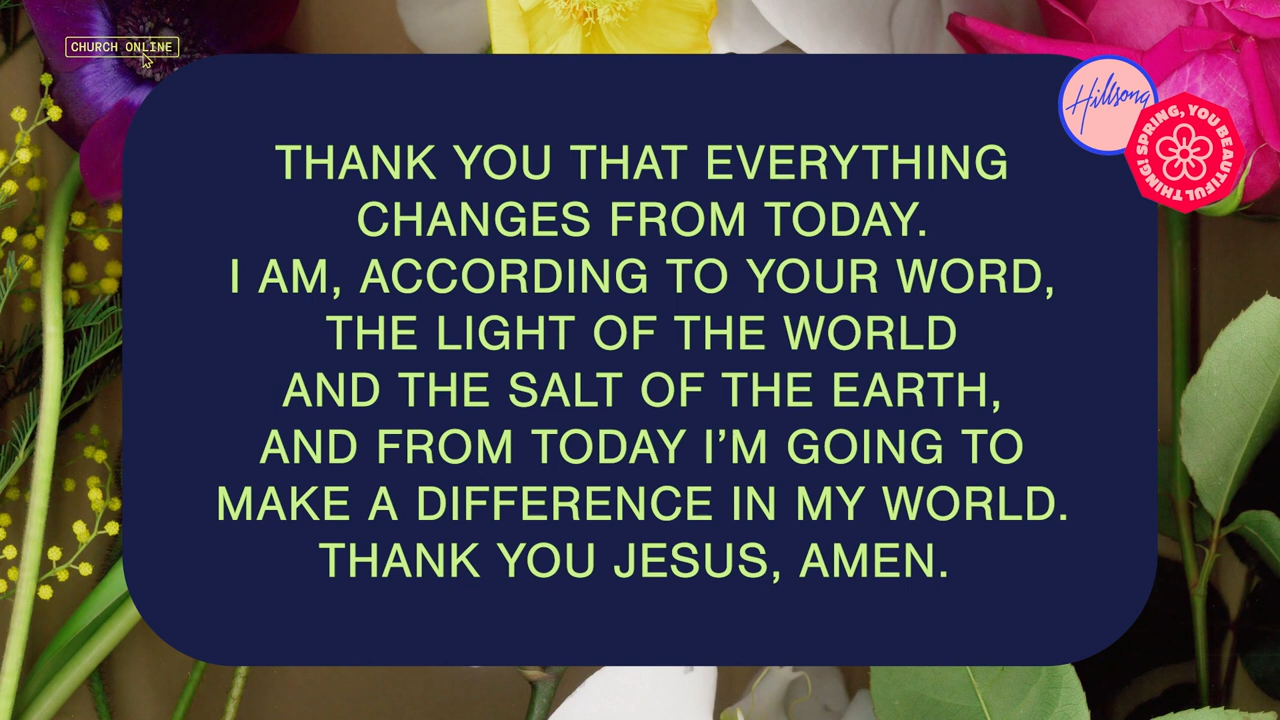 CHURCH ONLINE
Hillsong
SPRING, YOU BEAUTIFUL THING!
THANK YOU THAT EVERYTHING
CHANGES FROM TODAY.
I AM, ACCORDING TO YOUR WORD,
THE LIGHT OF THE WORLD
AND THE SALT OF THE EARTH,
AND FROM TODAY I’M GOING TO
MAKE A DIFFERENCE IN MY WORLD.
THANK YOU JESUS, AMEN.